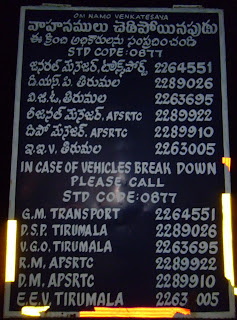 OM NAMO VENKATESAYA
వాహనములు చెడిపోయినపుడు
ఈ క్రింది అధికారులను సంప్రదించండి
STD CODE:0877
జనరల్ మేనేజర్, ట్రాన్స్‌పోర్ట్ 2264551
డి.యస్.పి. తిరుమల 2289026
వి.జి.ఓ. తిరుమల 2263695
రీజనల్ మేనేజర్, APSRTC 2289922
డిపో మేనేజర్, APSRTC 2289910
ఇ.ఇ.వి. తిరుమల 2263005
IN CASE OF VEHICLES BREAK DOWN
PLEASE CALL
STD CODE:0877
G.M. TRANSPORT 2264551
D.S.P. TIRUMALA 2289026
V.G.O. TIRUMALA 2263695
R.M. APSRTC 2289922
D.M. APSRTC 2289910
E.E.V. TIRUMALA 2263 005